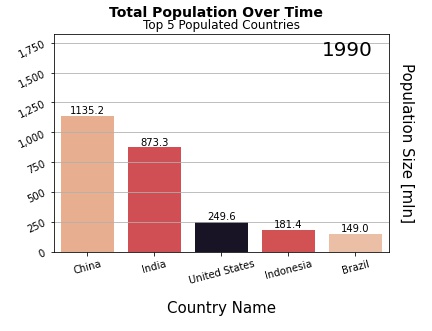 Total Population Over Time
Top 5 Populated Countries
1990
1,750
1,500
1,250
1,000
750
500
250
0
1135.2
873.3
249.6
181.4
149.0
China
India
United States
Indonesia
Brazil
Country Name
Population Size [mln]